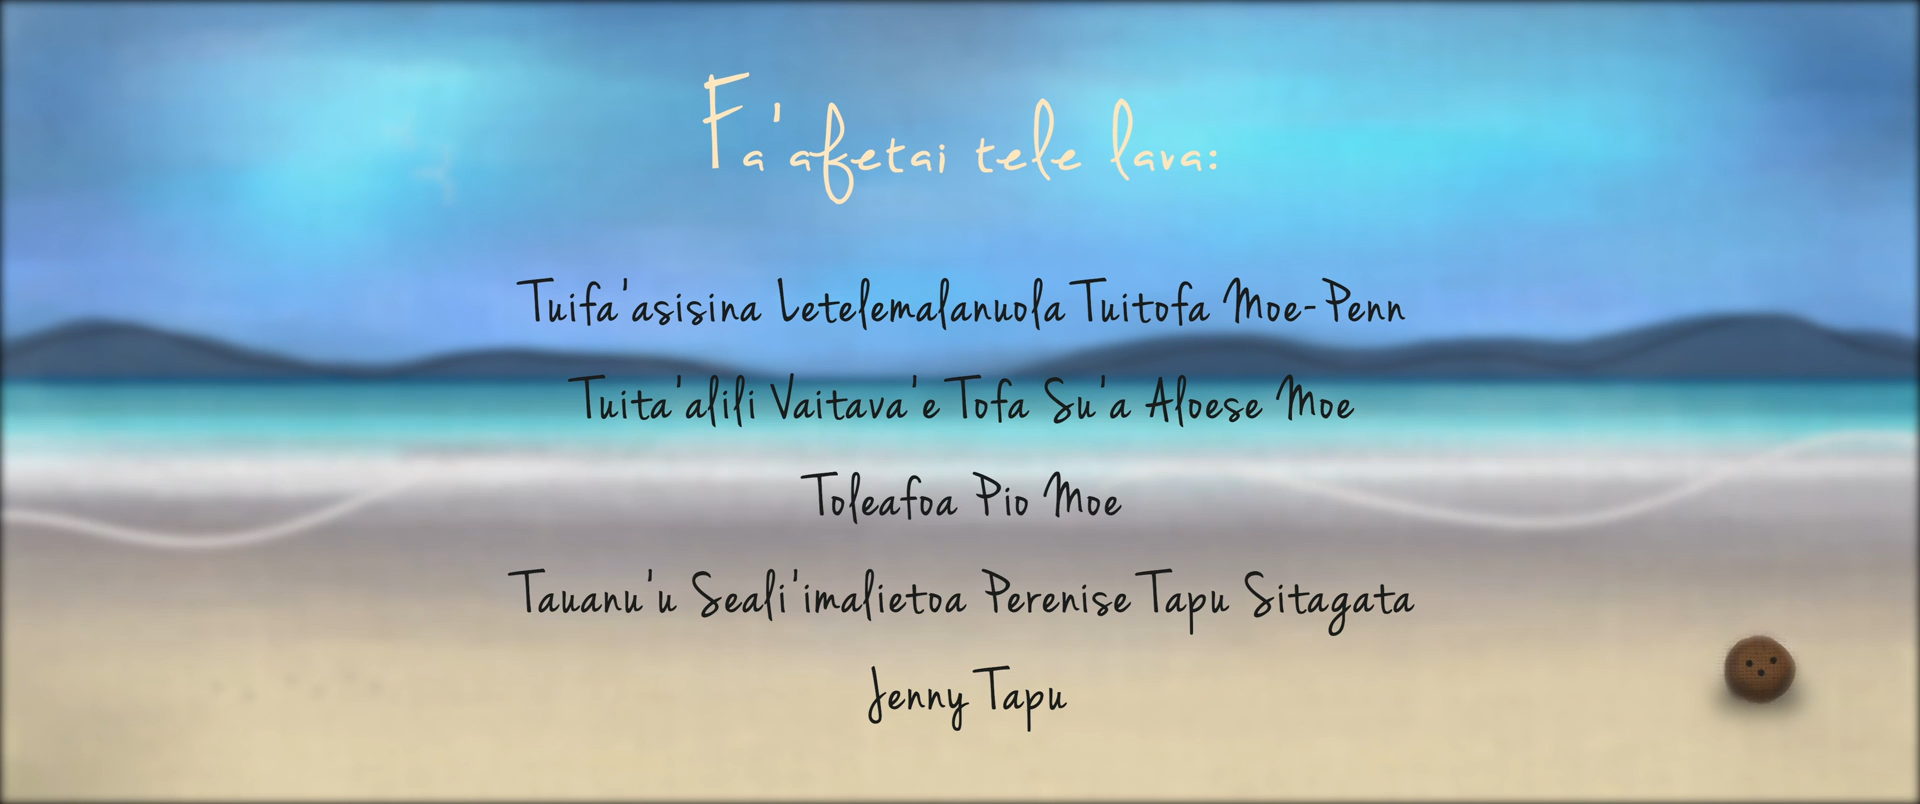 Fa'afetai tele lava:
Tuifa'asisina Letelemalanuola Tuitofa Moe-Penn
Tuita'alili Vaitava'e Tofa Su'a Aloese Moe
Toleafoa Pio Moe
Tauanu'u Seali'imalietoa Perenise Tapu Sitagata
Jenny Tapu